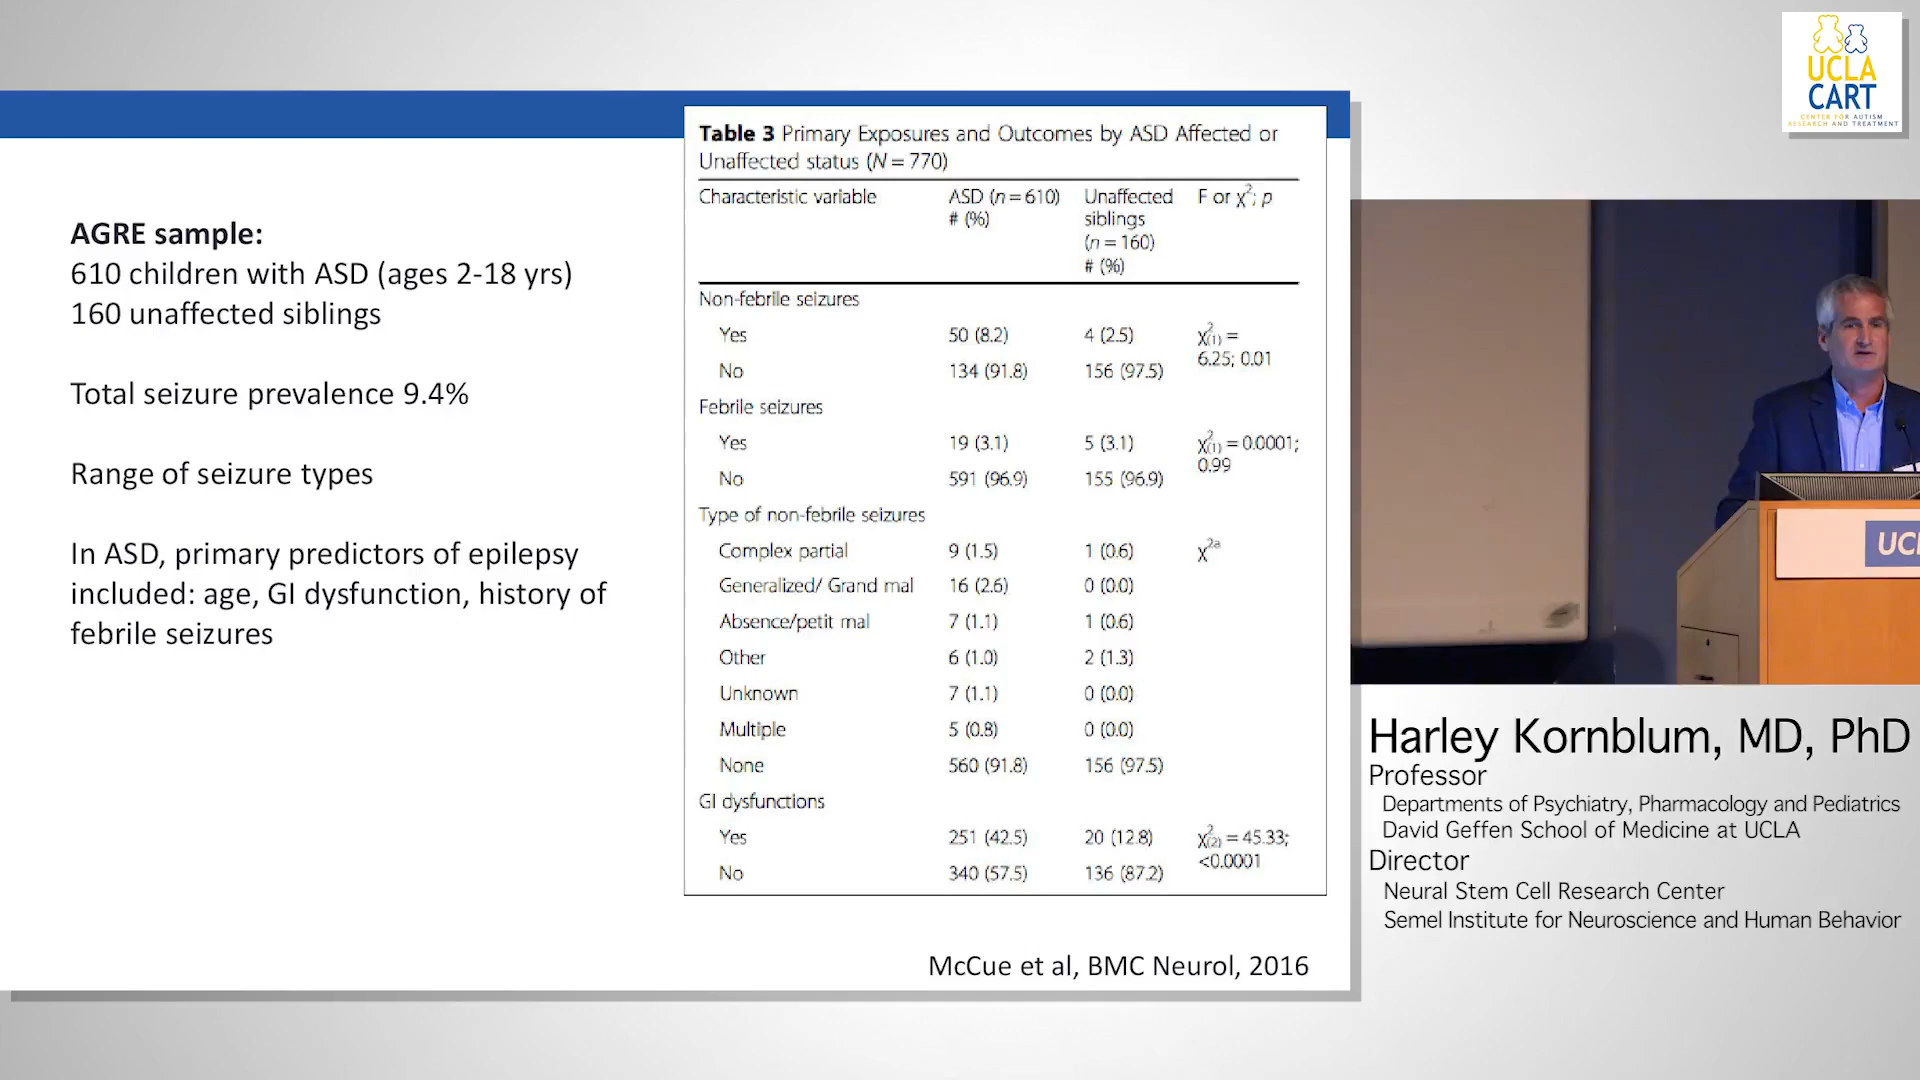 UCLA
CART
CENTER FOR AUTISM
RESEARCH AND TREATMENT
AGRE sample:
610 children with ASD (ages 2-18 yrs)
160 unaffected siblings
Total seizure prevalence 9.4%
Range of seizure types
In ASD, primary predictors of epilepsy
included: age, GI dysfunction, history of
febrile seizures
Table 3 Primary Exposures and Outcomes by ASD Affected or
Unaffected status (N = 770)
Characteristic variable ASD (n = 610) # (%) Unaffected siblings (n = 160) # (%) F or χ²; p
Non-febrile seizures
Yes 50 (8.2) 4 (2.5) χ²(1) = 6.25; 0.01
No 134 (91.8) 156 (97.5)
Febrile seizures
Yes 19 (3.1) 5 (3.1) χ²(1) = 0.0001; 0.99
No 591 (96.9) 155 (96.9)
Type of non-febrile seizures
Complex partial 9 (1.5) 1 (0.6) χ²ª
Generalized/ Grand mal 16 (2.6) 0 (0.0)
Absence/petit mal 7 (1.1) 1 (0.6)
Other 6 (1.0) 2 (1.3)
Unknown 7 (1.1) 0 (0.0)
Multiple 5 (0.8) 0 (0.0)
None 560 (91.8) 156 (97.5)
GI dysfunctions
Yes 251 (42.5) 20 (12.8) χ²(2) = 45.33; <0.0001
No 340 (57.5) 136 (87.2)
McCue et al, BMC Neurol, 2016
UCL
Harley Kornblum, MD, PhD
Professor
Departments of Psychiatry, Pharmacology and Pediatrics
David Geffen School of Medicine at UCLA
Director
Neural Stem Cell Research Center
Semel Institute for Neuroscience and Human Behavior